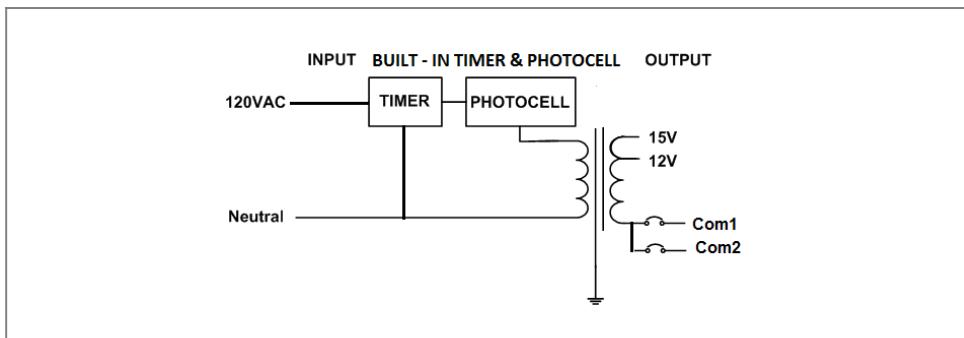 INPUT BUILT - IN TIMER & PHOTOCELL OUTPUT
120VAC TIMER PHOTOCELL
15V
12V
Neutral
Com1
Com2